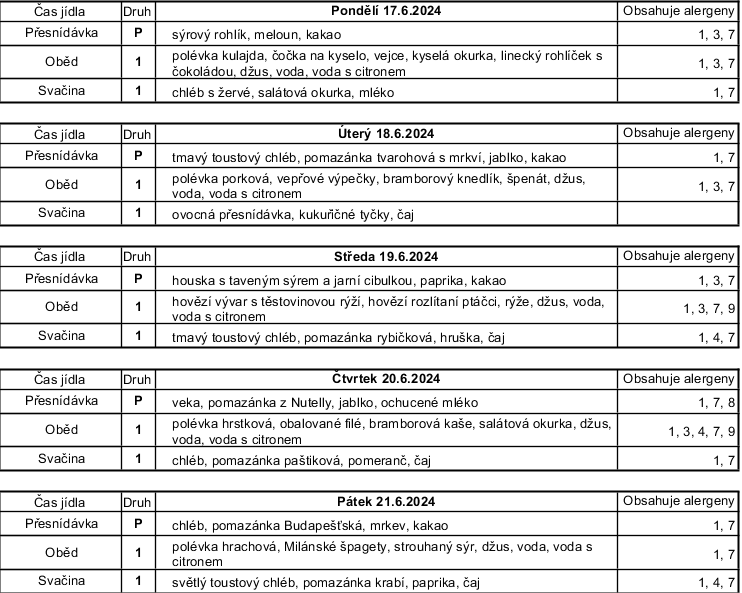 Čas jídla Druh Pondělí 17.6.2024 Obsahuje alergeny
Přesnídávka P sýrový rohlík, meloun, kakao 1, 3, 7
Oběd 1 polévka kulajda, čočka na kyselo, vejce, kyselá okurka, linecký rohlíček s
čokoládou, džus, voda, voda s citronem 1, 3, 7
Svačina 1 chléb s žervé, salátová okurka, mléko 1, 7
Čas jídla Druh Úterý 18.6.2024 Obsahuje alergeny
Přesnídávka P tmavý toustový chléb, pomazánka tvarohová s mrkví, jablko, kakao 1, 7
Oběd 1 polévka porková, vepřové výpečky, bramborový knedlík, špenát, džus,
voda, voda s citronem 1, 3, 7
Svačina 1 ovocná přesnídávka, kukuřičné tyčky, čaj
Čas jídla Druh Středa 19.6.2024 Obsahuje alergeny
Přesnídávka P houska s taveným sýrem a jarní cibulkou, paprika, kakao 1, 3, 7
Oběd 1 hovězí vývar s těstovinovou rýží, hovězí rozlítaní ptáčci, rýže, džus, voda,
voda s citronem 1, 3, 7, 9
Svačina 1 tmavý toustový chléb, pomazánka rybičková, hruška, čaj 1, 4, 7
Čas jídla Druh Čtvrtek 20.6.2024 Obsahuje alergeny
Přesnídávka P veka, pomazánka z Nutelly, jablko, ochucené mléko 1, 7, 8
Oběd 1 polévka hrstková, obalované filé, bramborová kaše, salátová okurka, džus,
voda, voda s citronem 1, 3, 4, 7, 9
Svačina 1 chléb, pomazánka paštiková, pomeranč, čaj 1, 7
Čas jídla Druh Pátek 21.6.2024 Obsahuje alergeny
Přesnídávka P chléb, pomazánka Budapešťská, mrkev, kakao 1, 7
Oběd 1 polévka hrachová, Milánské špagety, strouhaný sýr, džus, voda, voda s
citronem 1, 7
Svačina 1 světlý toustový chléb, pomazánka krabí, paprika, čaj 1, 4, 7